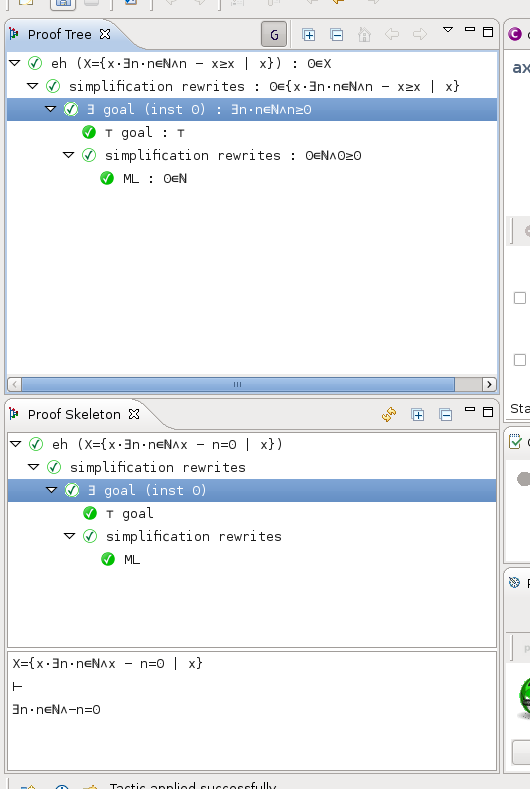 Proof Tree
G
eh (X={x·∃n·n∈ℕ∧n − x≥x | x}) : 0∈X
simplification rewrites : 0∈{x·∃n·n∈ℕ∧n − x≥x | x}
∃ goal (inst 0) : ∃n·n∈ℕ∧n≥0
⊤ goal : ⊤
simplification rewrites : 0∈ℕ∧0≥0
ML : 0∈ℕ
Proof Skeleton
eh (X={x·∃n·n∈ℕ∧x − n=0 | x})
simplification rewrites
∃ goal (inst 0)
⊤ goal
simplification rewrites
ML
X={x·∃n·n∈ℕ∧x − n=0 | x}
⊢
∃n·n∈ℕ∧−n=0
Tactic applied successfully
ax
Sta